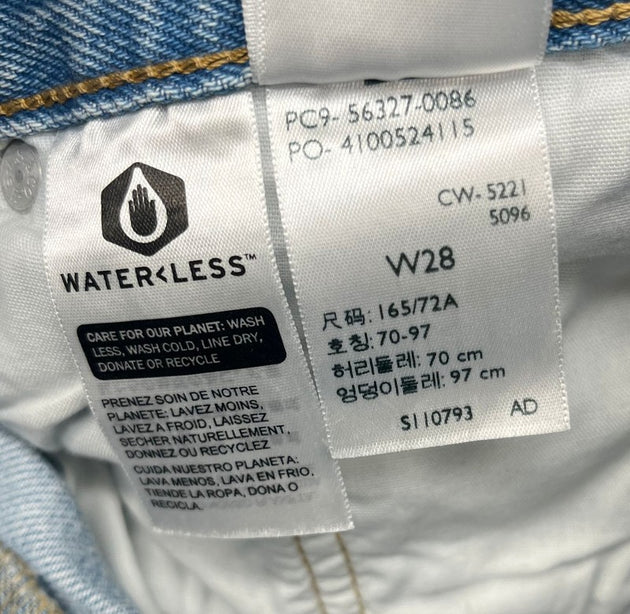 WATER<LESS™
CARE FOR OUR PLANET: WASH
LESS, WASH COLD, LINE DRY,
DONATE OR RECYCLE
PRENEZ SOIN DE NOTRE
PLANETE: LAVEZ MOINS,
LAVEZ A FROID, LAISSEZ
SECHER NATURELLEMENT,
DONNEZ OU RECYCLEZ
CUIDA NUESTRO PLANETA:
LAVA MENOS, LAVA EN FRIO,
TIENDE LA ROPA, DONA O
RECICLA.
PC9- 56327-0086
PO- 4100524115
CW- 5221
5096
W28
尺码: 165/72A
호칭: 70-97
허리둘레: 70 cm
엉덩이둘레: 97 cm
S110793 AD